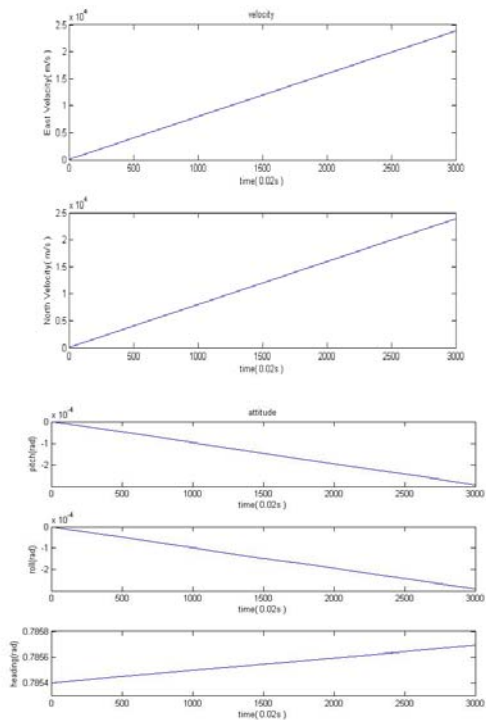 velocity
x 10⁴
2.5
2
1.5
1
0.5
0
East Velocity( m/s )
0 500 1000 1500 2000 2500 3000
time( 0.02s )
x 10⁴
2.5
2
1.5
1
0.5
0
North Velocity( m/s )
0 500 1000 1500 2000 2500 3000
time( 0.02s )
attitude
x 10⁻⁴
0
-1
-2
pitch(rad)
0 500 1000 1500 2000 2500 3000
time( 0.02s )
x 10⁻⁴
0
-1
-2
roll(rad)
0 500 1000 1500 2000 2500 3000
time( 0.02s )
0.7858
0.7856
0.7854
heading(rad)
0 500 1000 1500 2000 2500 3000
time( 0.02s )